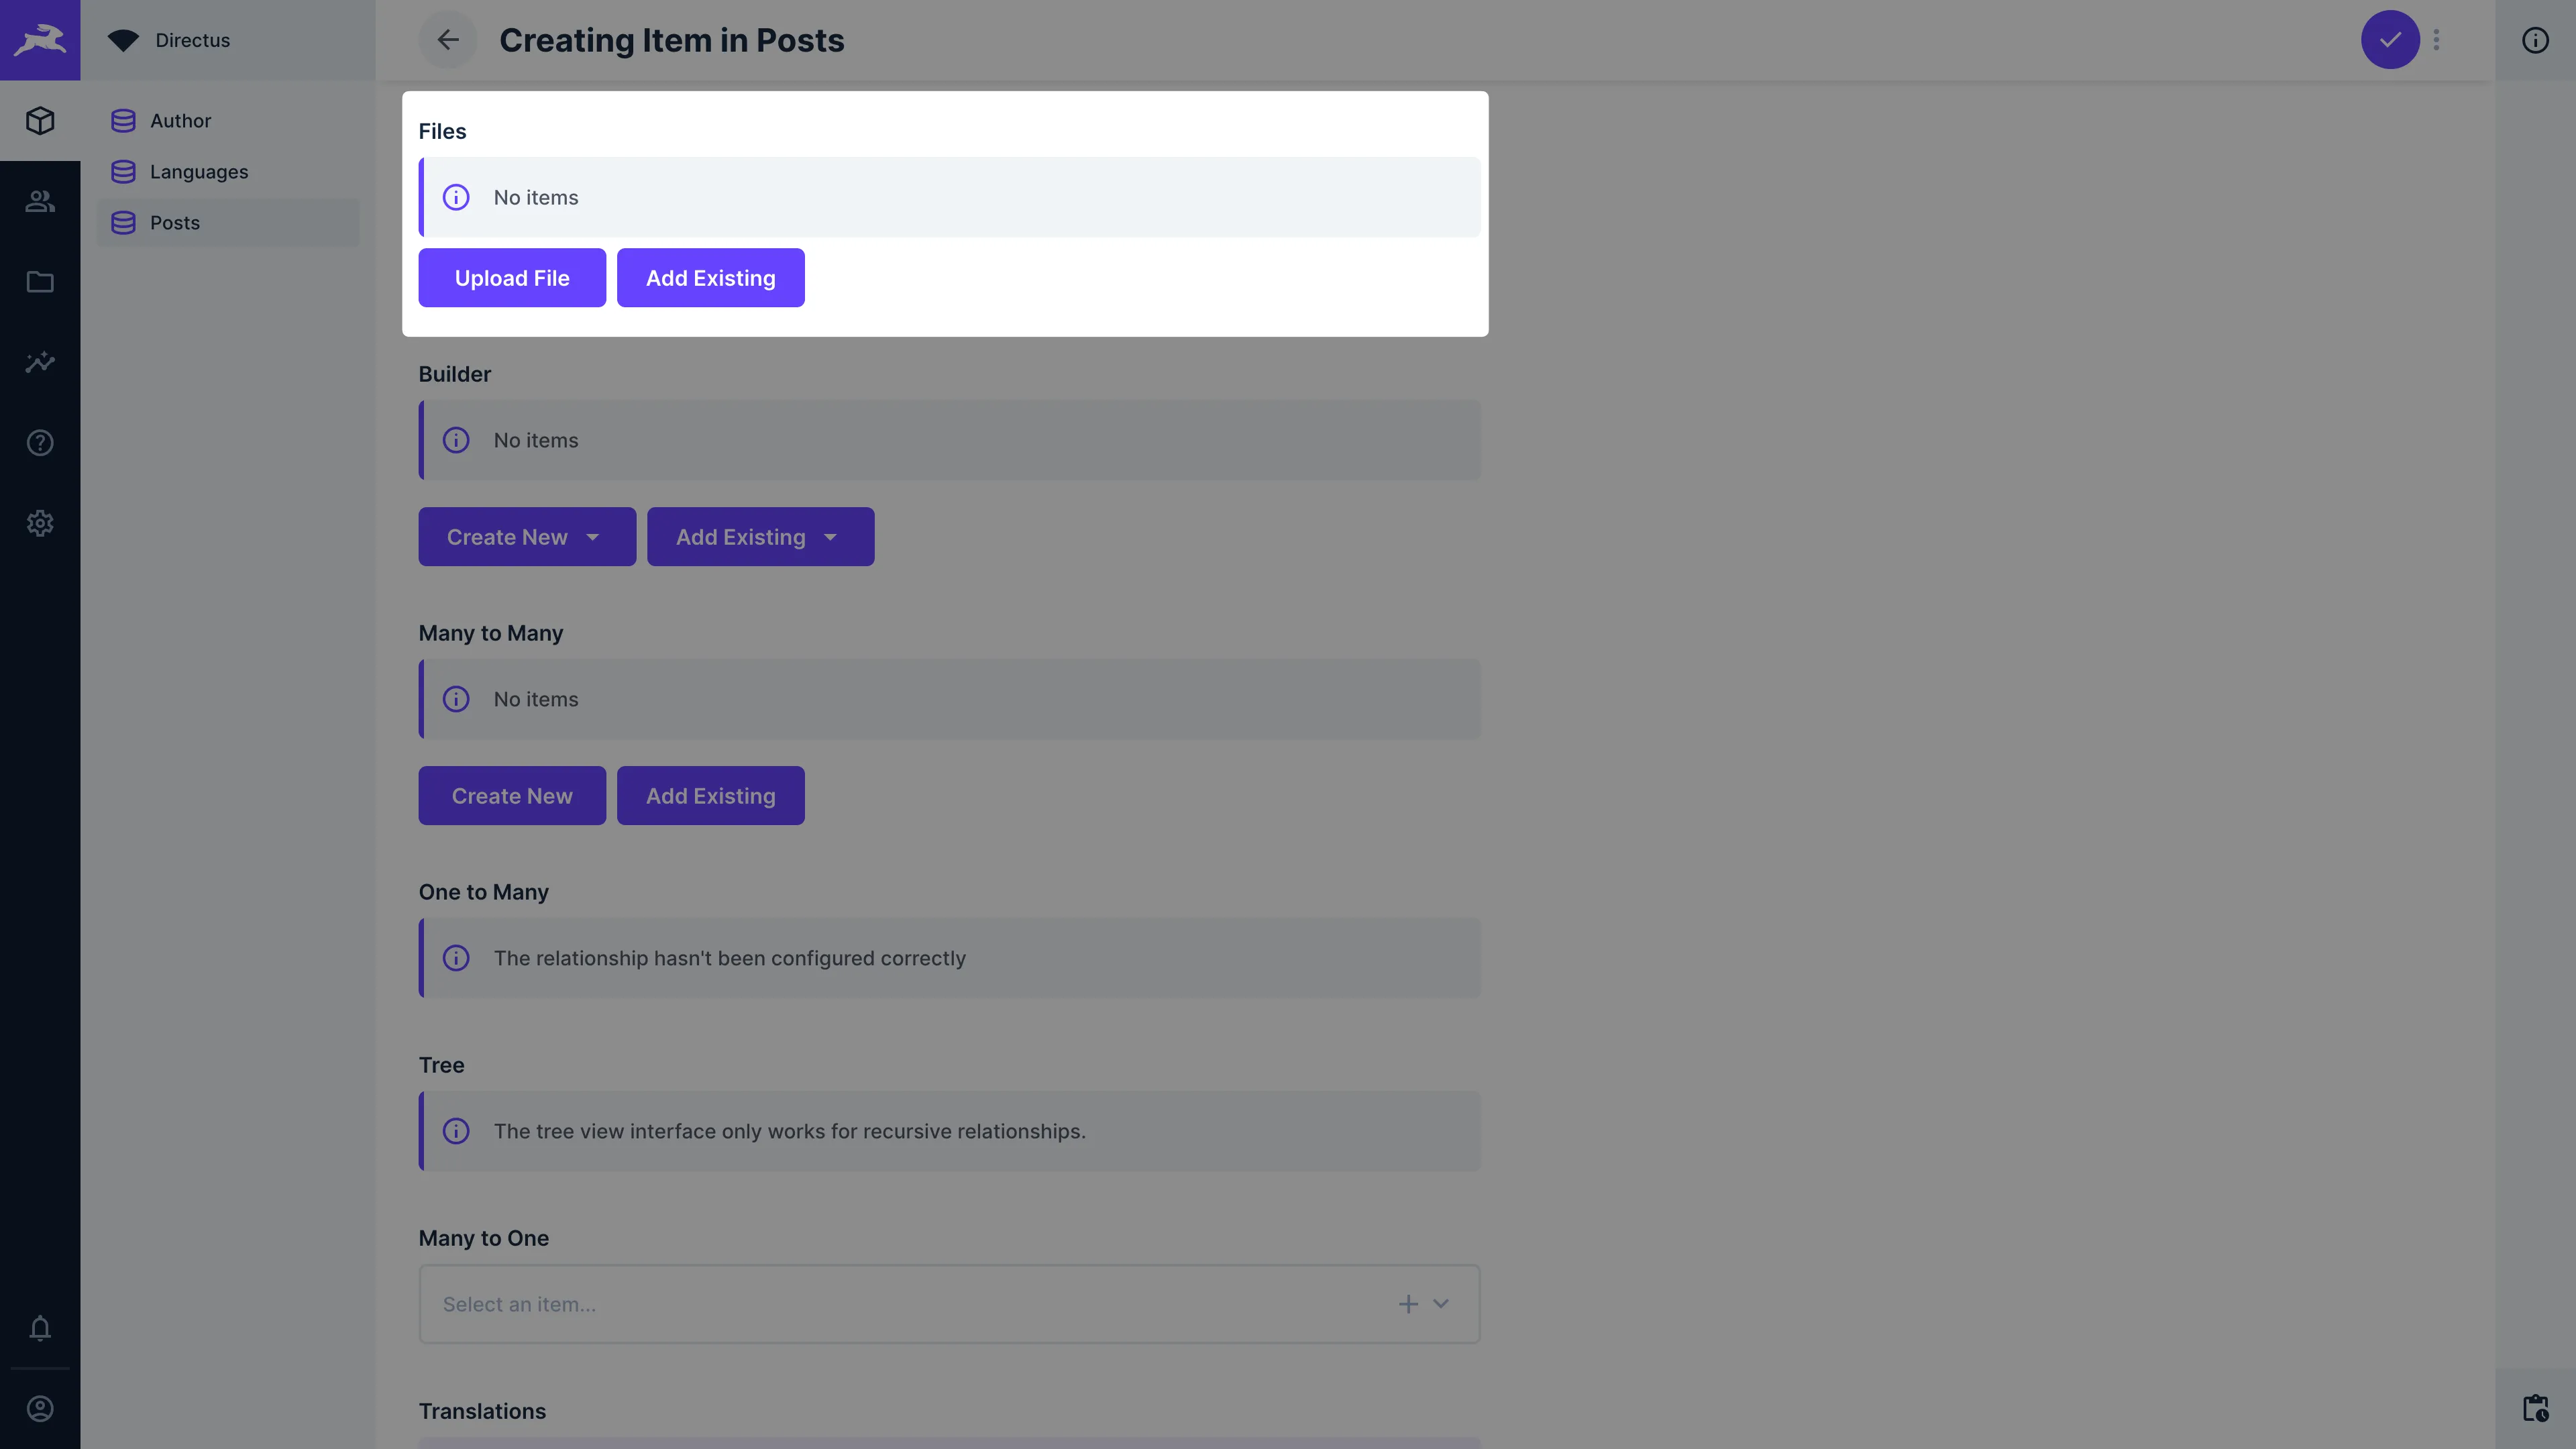 Directus
Creating Item in Posts
Author
Languages
Posts
Files
No items
Upload File
Add Existing
Builder
No items
Create New
Add Existing
Many to Many
No items
Create New
Add Existing
One to Many
The relationship hasn't been configured correctly
Tree
The tree view interface only works for recursive relationships.
Many to One
Select an item...
Translations